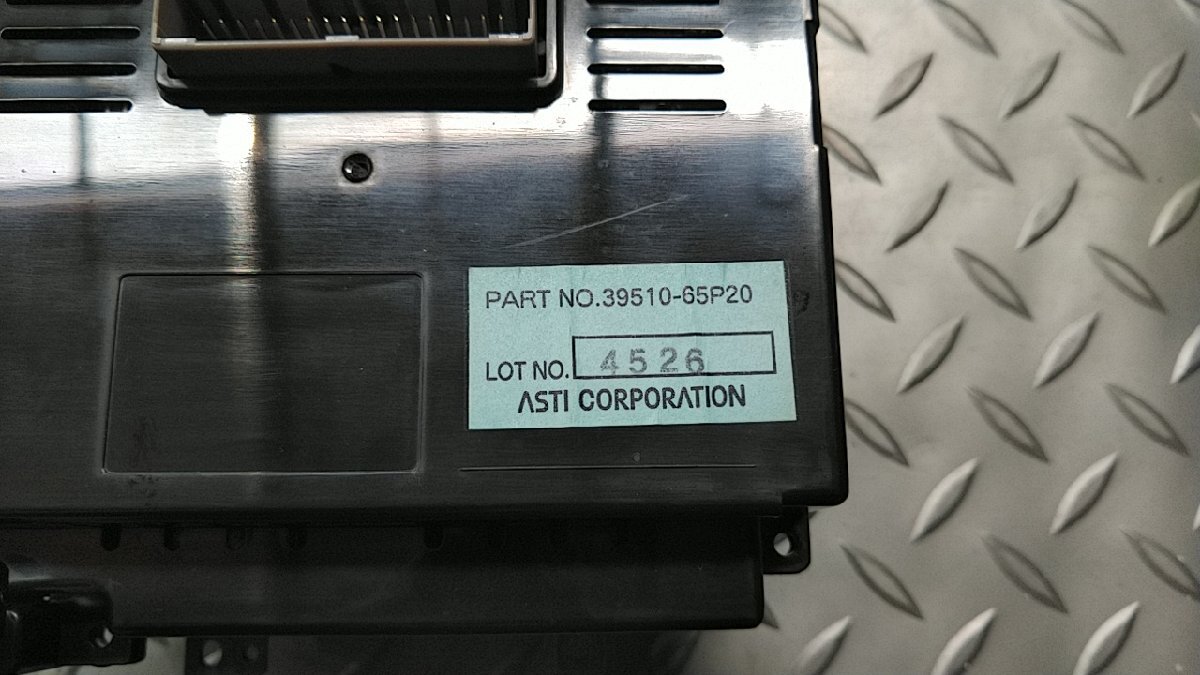 PART NO.39510-65P20
LOT NO. 4526
ASTI CORPORATION